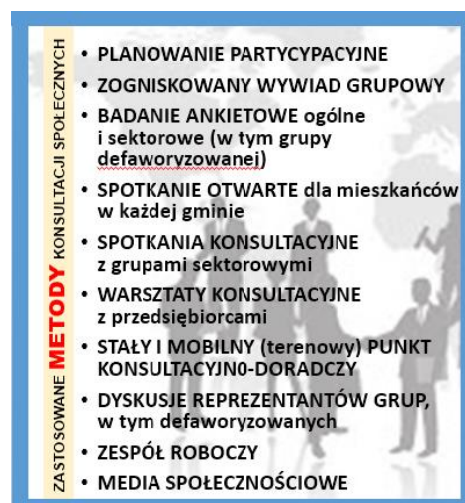 ZASTOSOWANE METODY KONSULTACJI SPOŁECZNYCH
• PLANOWANIE PARTYCYPACYJNE
• ZOGNISKOWANY WYWIAD GRUPOWY
• BADANIE ANKIETOWE ogólne
i sektorowe (w tym grupy
defaworyzowanej)
• SPOTKANIE OTWARTE dla mieszkańców
w każdej gminie
• SPOTKANIA KONSULTACYJNE
z grupami sektorowymi
• WARSZTATY KONSULTACYJNE
z przedsiębiorcami
• STAŁY I MOBILNY (terenowy) PUNKT
KONSULTACYJN0-DORADCZY
• DYSKUSJE REPREZENTANTÓW GRUP,
w tym defaworyzowanych
• ZESPÓŁ ROBOCZY
• MEDIA SPOŁECZNOŚCIOWE